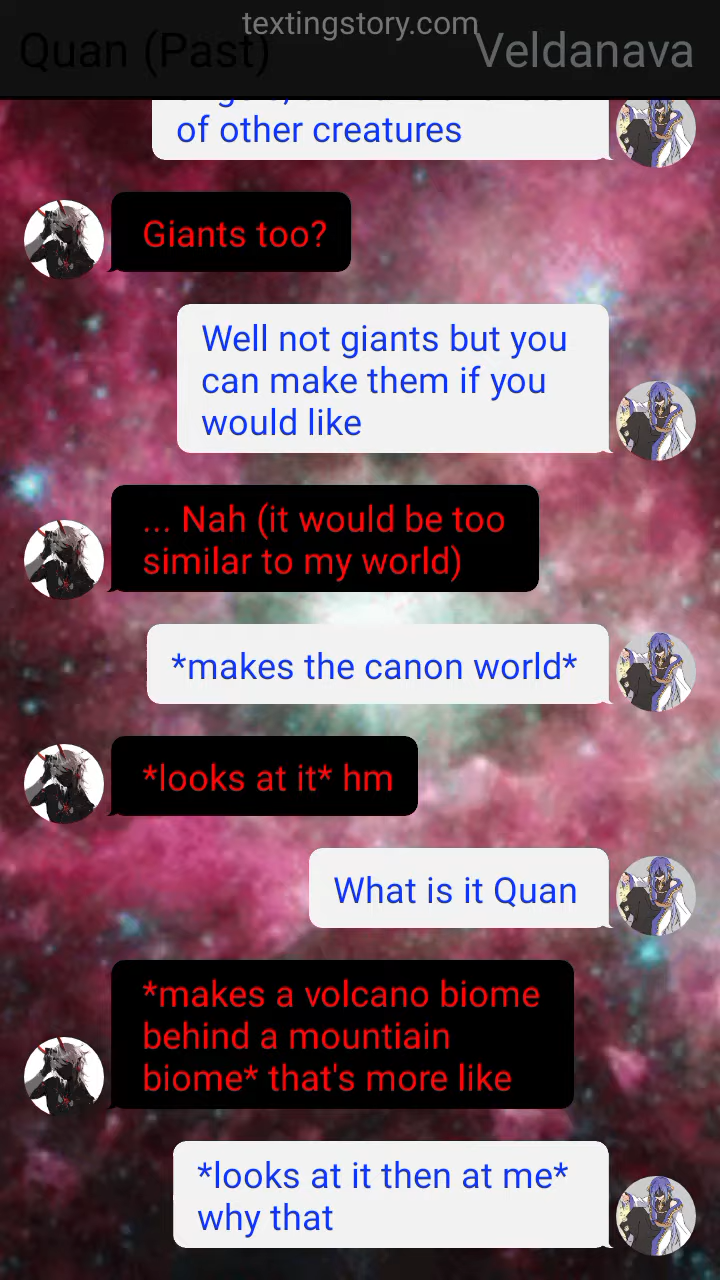 textingstory.com
Quan (Past)
Veldanava
of other creatures
Giants too?
Well not giants but you
can make them if you
would like
... Nah (it would be too
similar to my world)
*makes the canon world*
*looks at it* hm
What is it Quan
*makes a volcano biome
behind a mountiain
biome* that's more like
*looks at it then at me*
why that